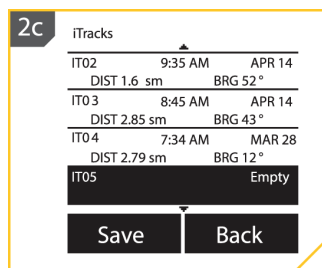 2c
iTracks
IT02 9:35 AM APR 14
DIST 1.6 sm BRG 52°
IT03 8:45 AM APR 14
DIST 2.85 sm BRG 43°
IT04 7:34 AM MAR 28
DIST 2.79 sm BRG 12°
IT05 Empty
Save Back